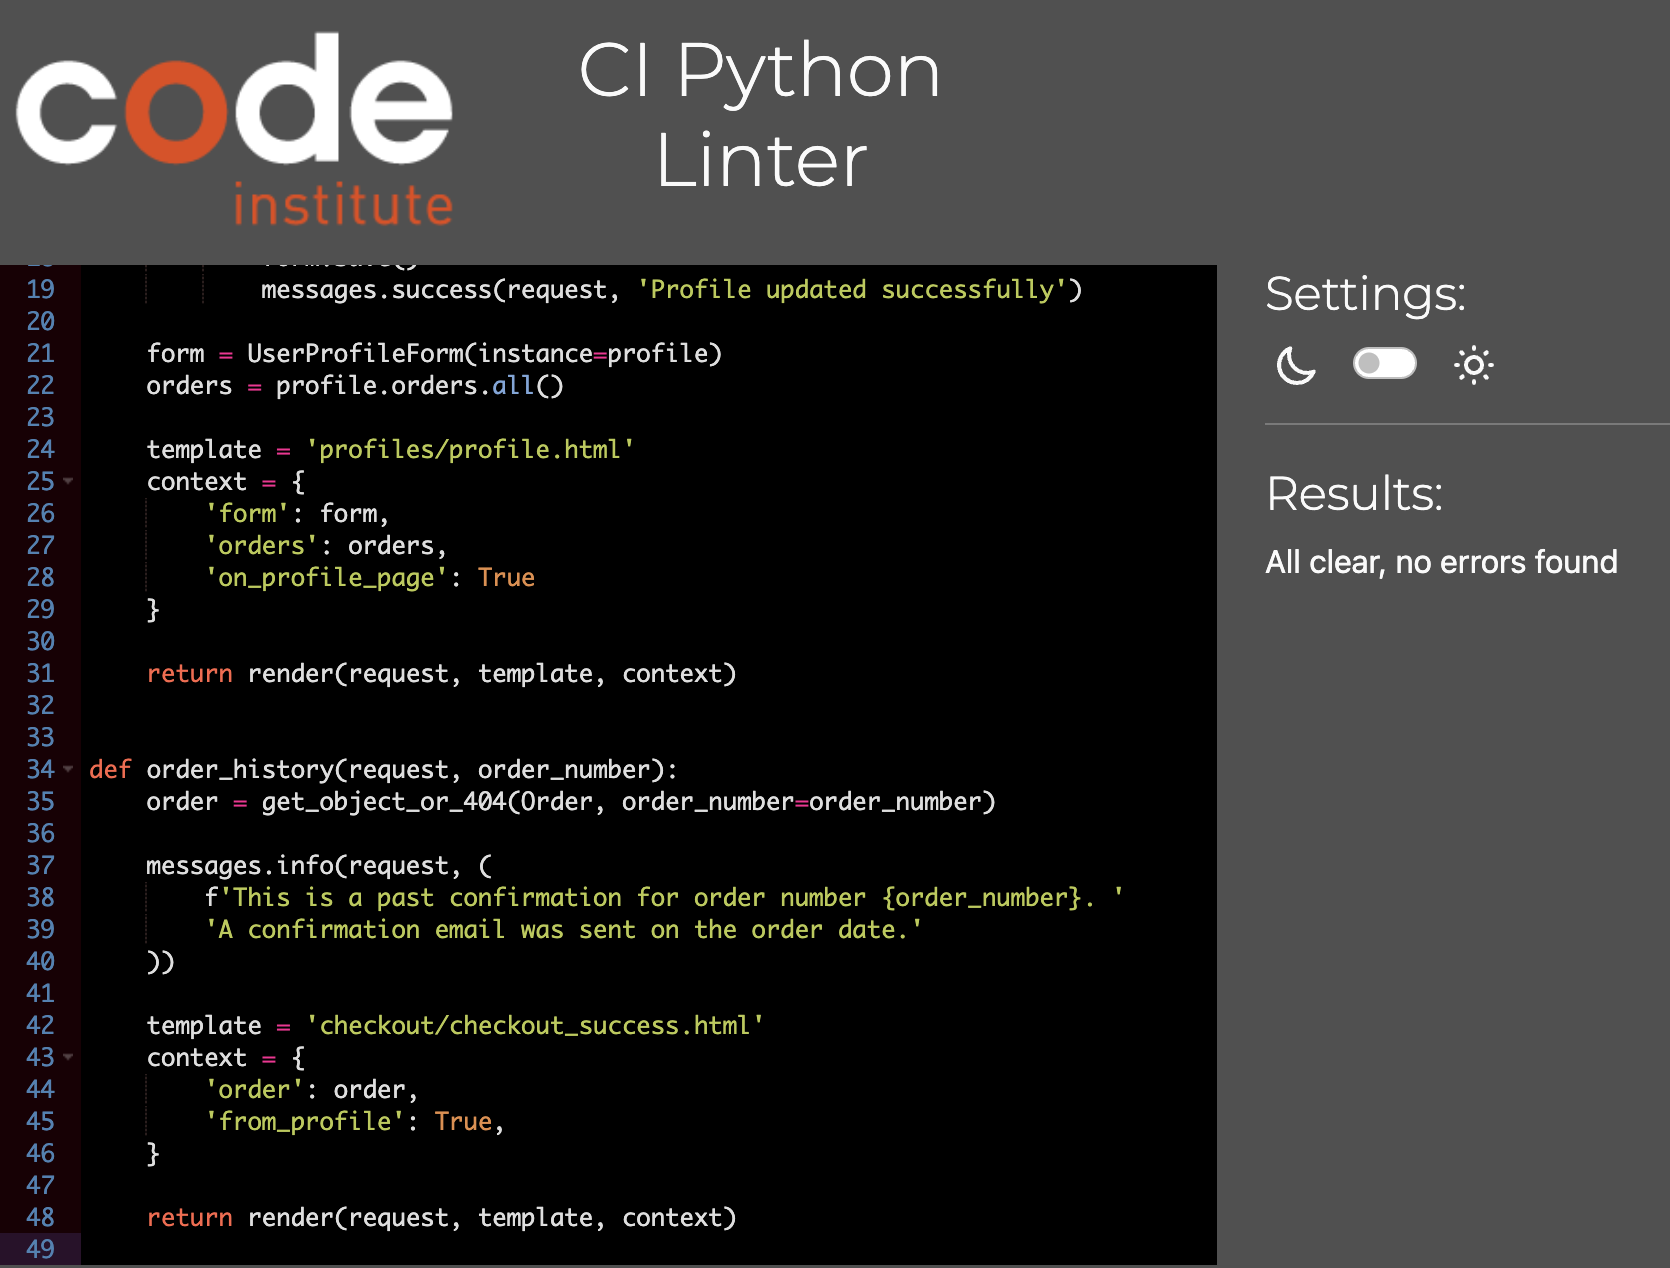 code
institute
CI Python
Linter
19 messages.success(request, 'Profile updated successfully')
20
21 form = UserProfileForm(instance=profile)
22 orders = profile.orders.all()
23
24 template = 'profiles/profile.html'
25 context = {
26 'form': form,
27 'orders': orders,
28 'on_profile_page': True
29 }
30
31 return render(request, template, context)
32
33
34 def order_history(request, order_number):
35 order = get_object_or_404(Order, order_number=order_number)
36
37 messages.info(request, (
38 f'This is a past confirmation for order number {order_number}. '
39 'A confirmation email was sent on the order date.'
40 ))
41
42 template = 'checkout/checkout_success.html'
43 context = {
44 'order': order,
45 'from_profile': True,
46 }
47
48 return render(request, template, context)
49
Settings:
Results:
All clear, no errors found